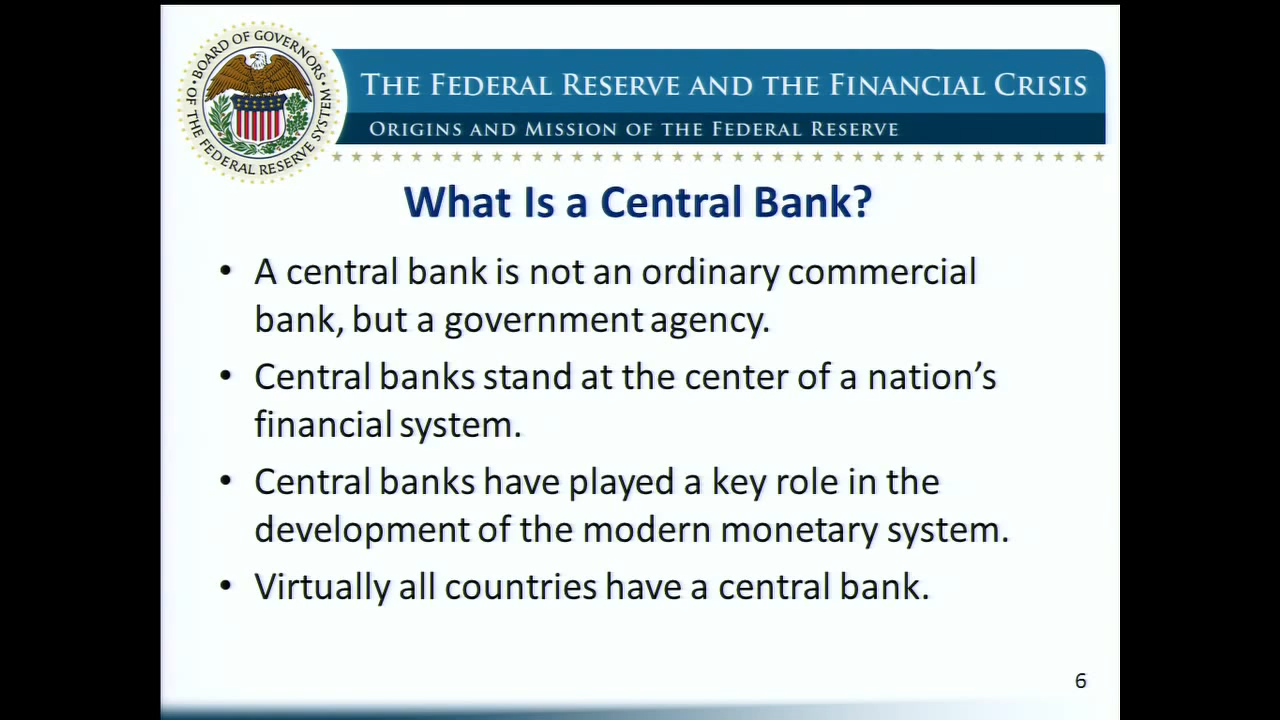 BOARD OF GOVERNORS
OF THE FEDERAL RESERVE SYSTEM
THE FEDERAL RESERVE AND THE FINANCIAL CRISIS
ORIGINS AND MISSION OF THE FEDERAL RESERVE
What Is a Central Bank?
• A central bank is not an ordinary commercial
bank, but a government agency.
• Central banks stand at the center of a nation’s
financial system.
• Central banks have played a key role in the
development of the modern monetary system.
• Virtually all countries have a central bank.
6